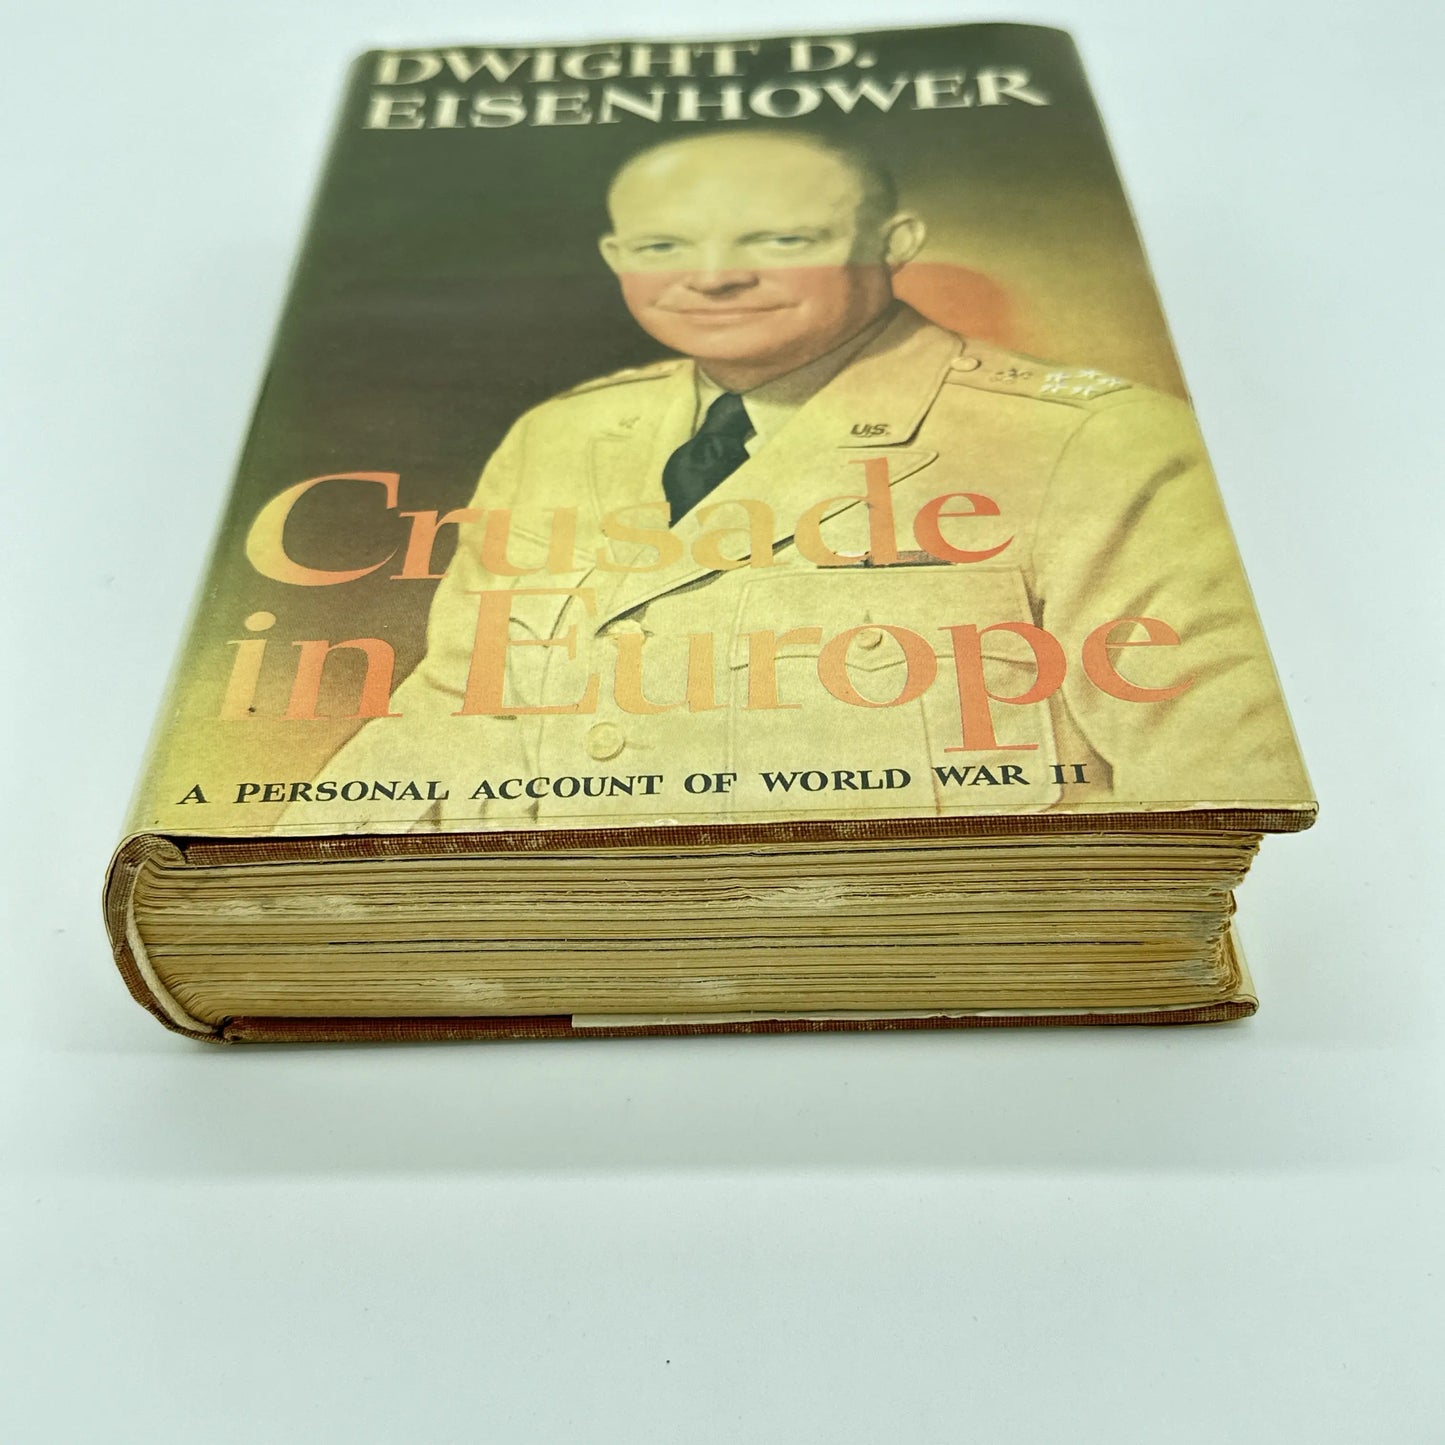 DWIGHT D.
EISENHOWER
U.S.
Crusade
in Europe
A PERSONAL ACCOUNT OF WORLD WAR II